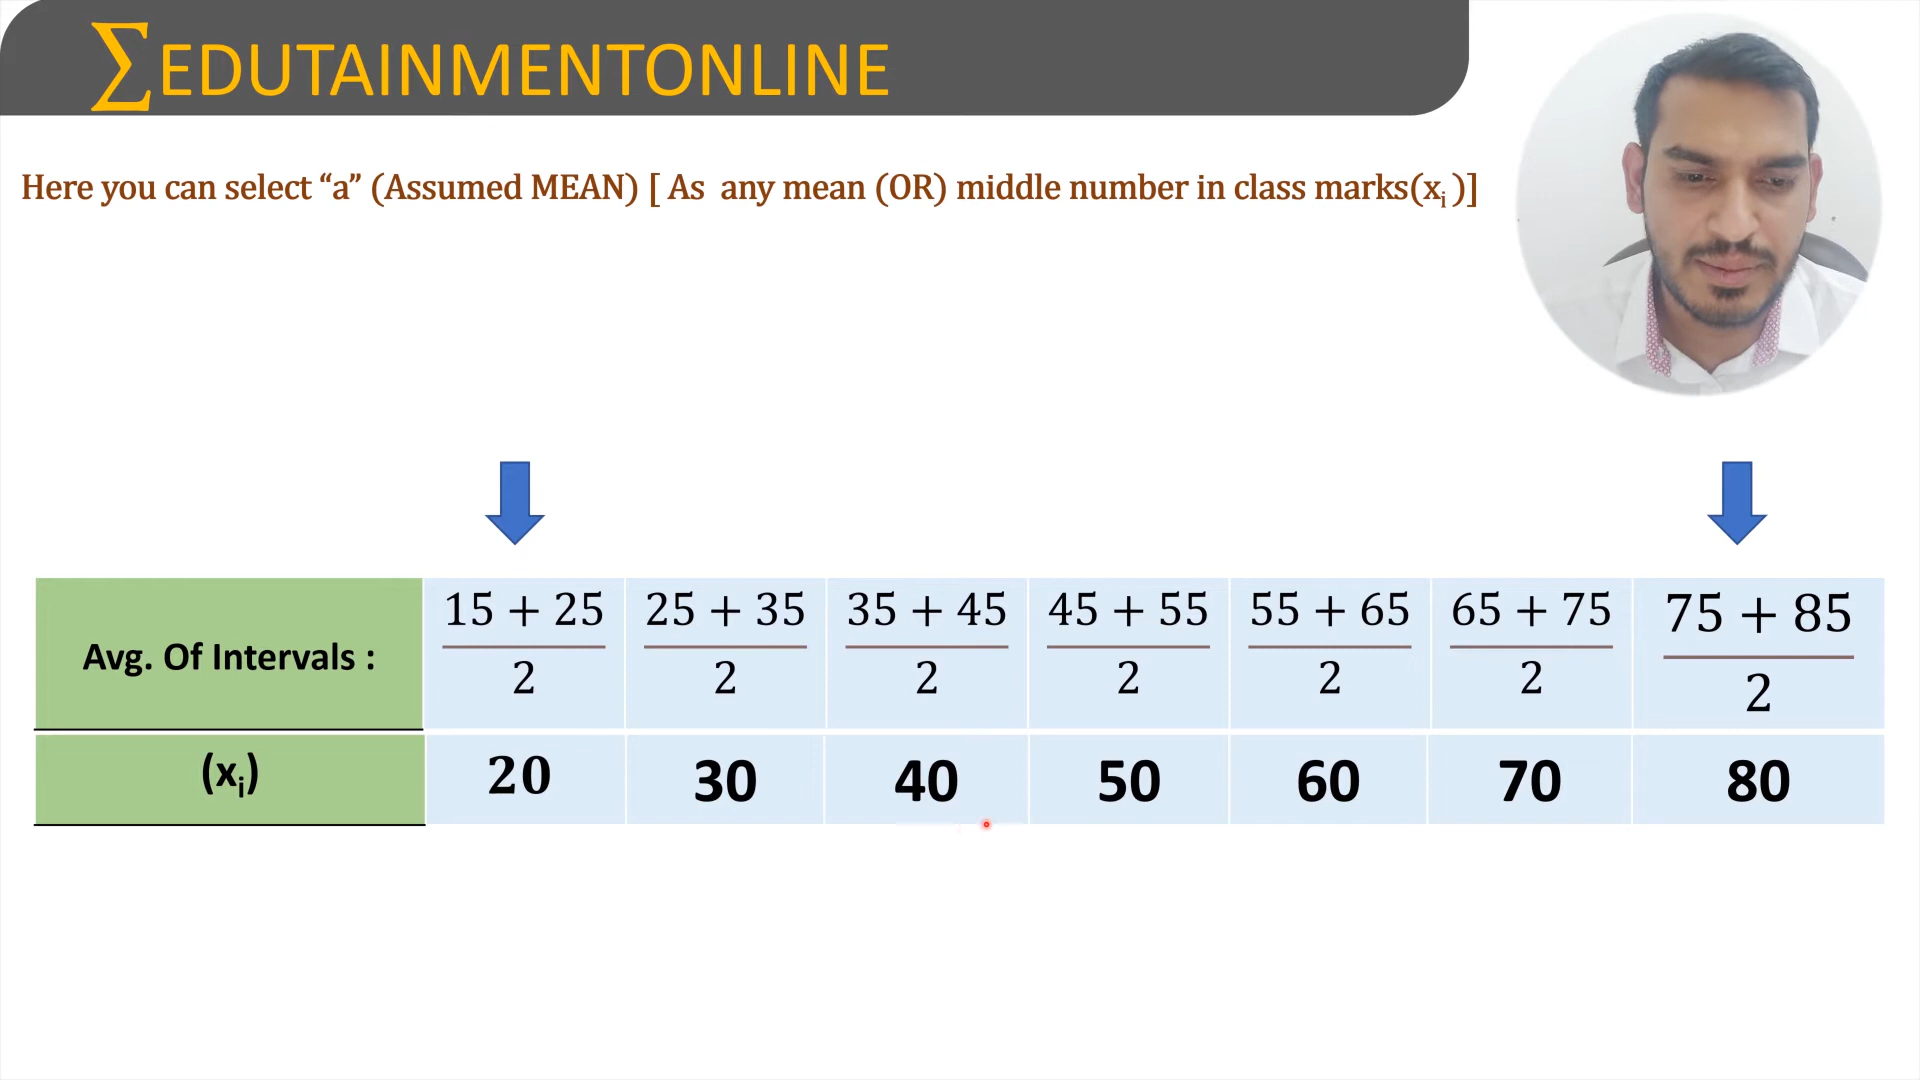 ∑EDUTAINMENTONLINE
Here you can select “a” (Assumed MEAN) [ As any mean (OR) middle number in class marks(xᵢ )]
Avg. Of Intervals : (15 + 25)/2 (25 + 35)/2 (35 + 45)/2 (45 + 55)/2 (55 + 65)/2 (65 + 75)/2 (75 + 85)/2
(xᵢ) 20 30 40 50 60 70 80